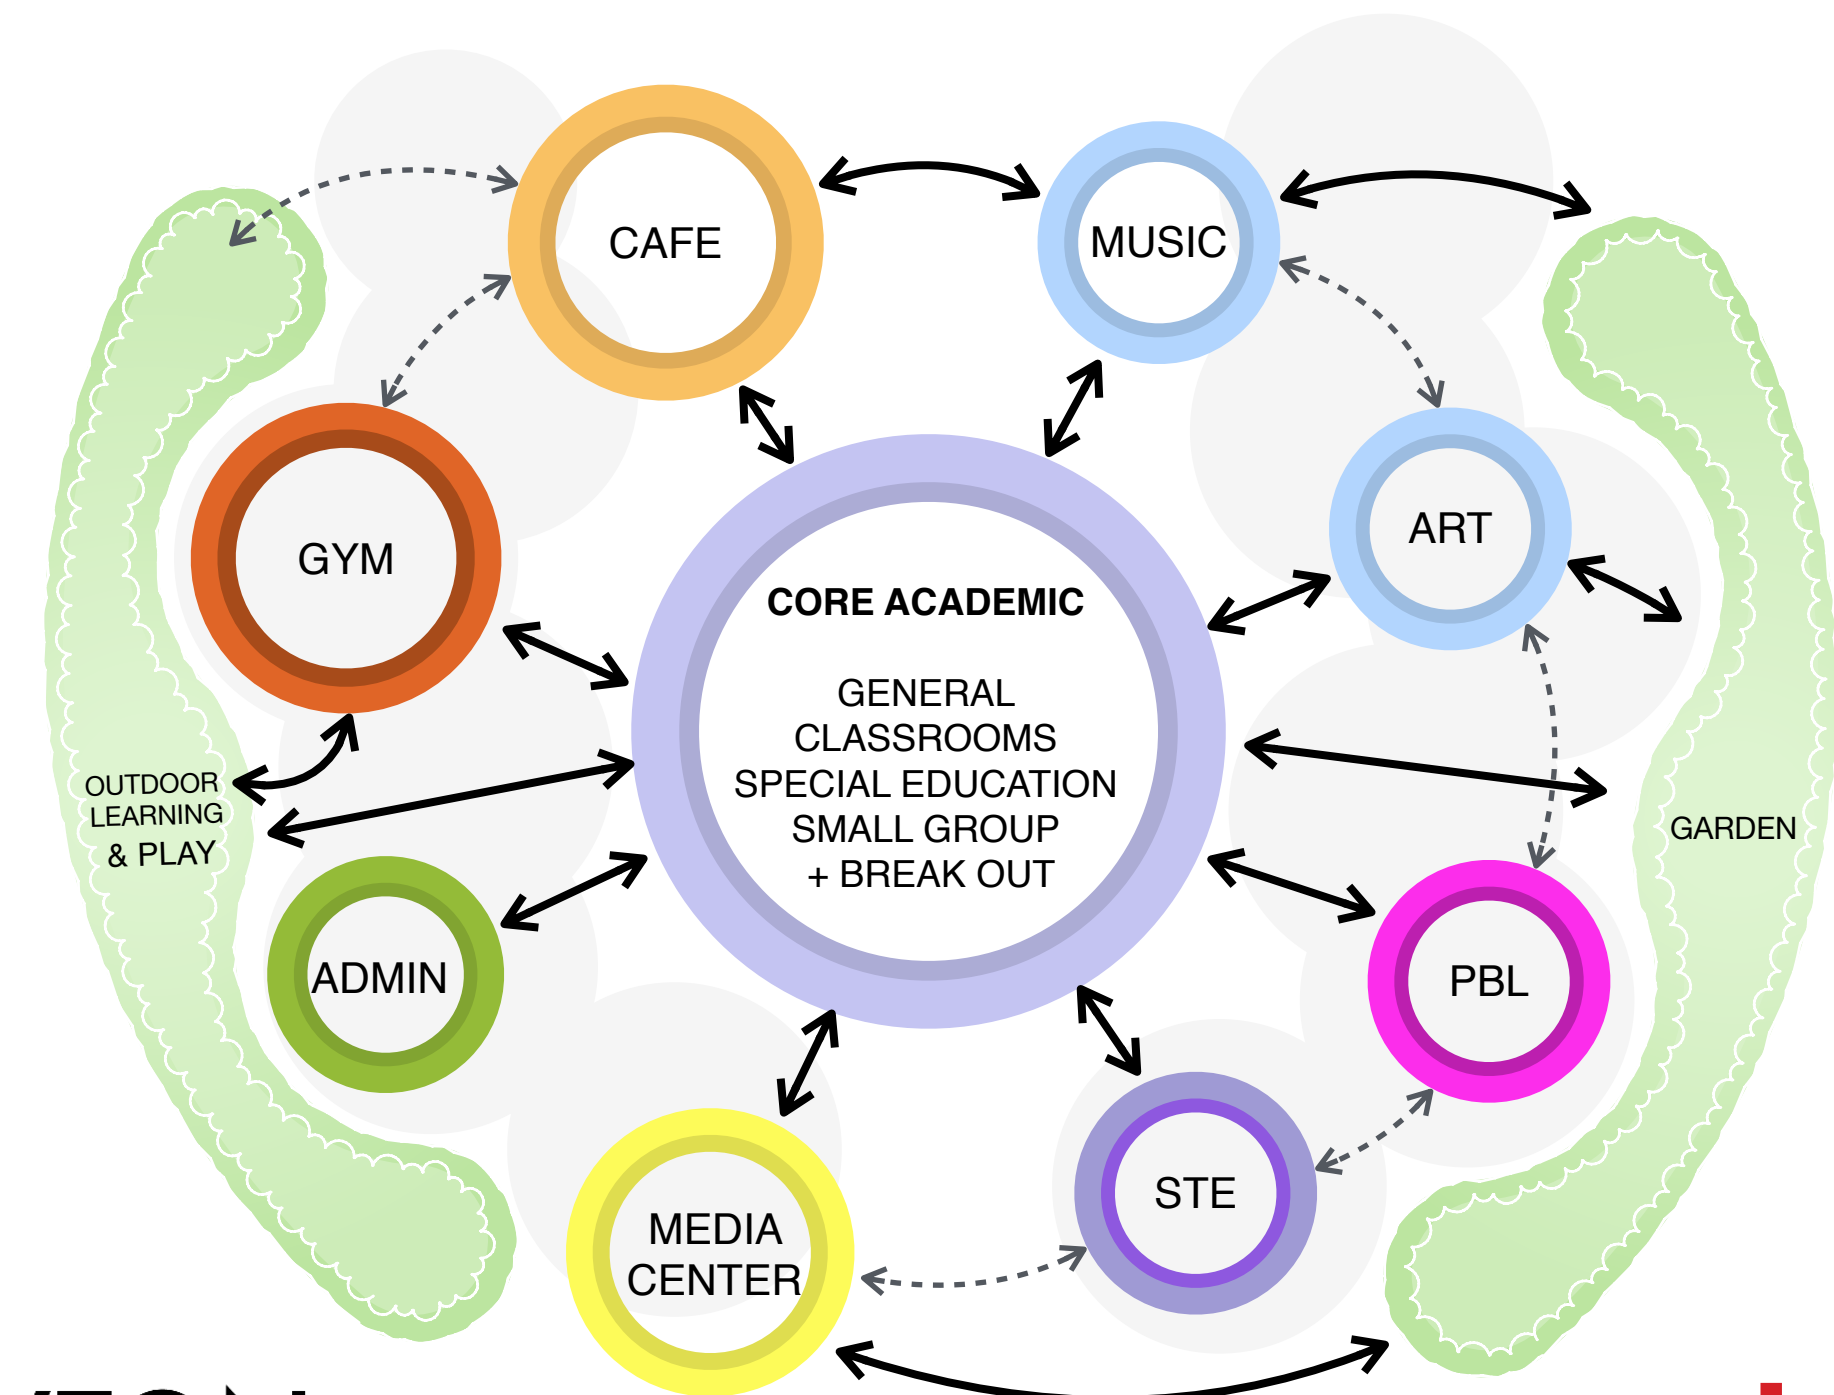 CAFE
MUSIC
GYM
ART
CORE ACADEMIC
GENERAL
CLASSROOMS
SPECIAL EDUCATION
SMALL GROUP
+ BREAK OUT
OUTDOOR
LEARNING
& PLAY
GARDEN
ADMIN
PBL
STE
MEDIA
CENTER